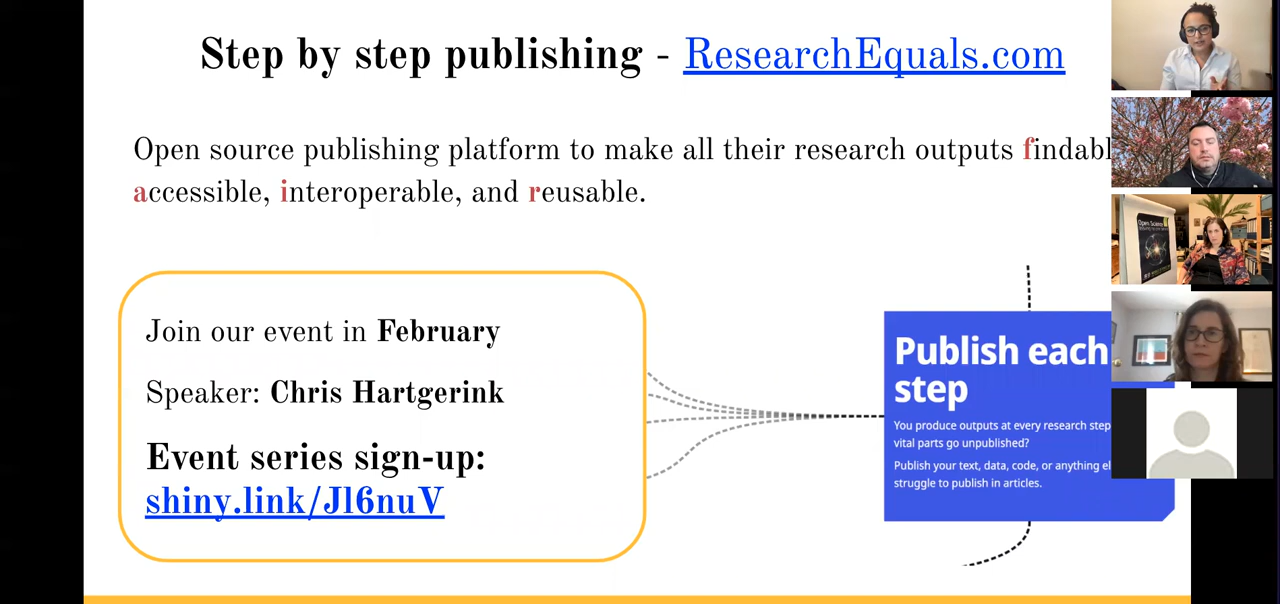 Step by step publishing - ResearchEquals.com
Open source publishing platform to make all their research outputs findabl
accessible, interoperable, and reusable.
Join our event in February
Speaker: Chris Hartgerink
Event series sign-up:
shiny.link/Jl6nuV
Publish each
step
You produce outputs at every research step
vital parts go unpublished?
Publish your text, data, code, or anything el
struggle to publish in articles.
Open Science